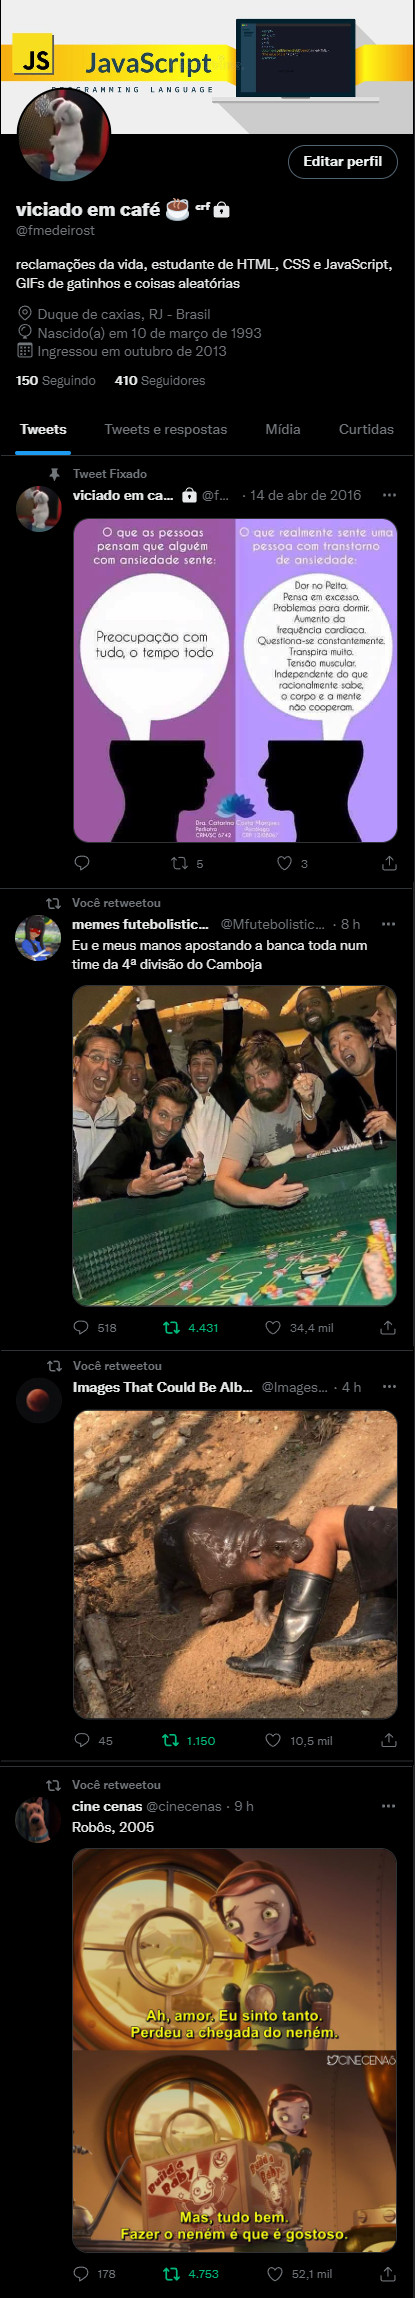 JS
JavaScript
PROGRAMMING LANGUAGE
Editar perfil
viciado em café ☕ crf
@fmedeirost
reclamações da vida, estudante de HTML, CSS e JavaScript,
GIFs de gatinhos e coisas aleatórias
Duque de caxias, RJ - Brasil
Nascido(a) em 10 de março de 1993
Ingressou em outubro de 2013
150 Seguindo 410 Seguidores
Tweets Tweets e respostas Mídia Curtidas
Tweet Fixado
viciado em ca... @f... · 14 de abr de 2016
O que as pessoas
pensam que alguém
com ansiedade sente:
Preocupação com
tudo, o tempo todo
O que realmente sente uma
pessoa com transtorno
de ansiedade:
Dor no Peito.
Pensa em excesso.
Problemas para dormir.
Aumento da
frequência cardíaca.
Questiona-se constantemente.
Transpira muito.
Tensão muscular.
Independente do que
racionalmente sabe,
o corpo e a mente
não cooperam.
5 3
Você retweetou
memes futebolistic... @Mfutebolistic... · 8 h
Eu e meus manos apostando a banca toda num
time da 4ª divisão do Camboja
518 4.431 34,4 mil
Você retweetou
Images That Could Be Alb... @Images... · 4 h
45 1.150 10,5 mil
Você retweetou
cine cenas @cinecenas · 9 h
Robôs, 2005
Ah, amor. Eu sinto tanto.
Perdeu a chegada do neném.
CINECENAS
Build a Baby
Mas, tudo bem.
Fazer o neném é que é gostoso.
178 4.753 52,1 mil